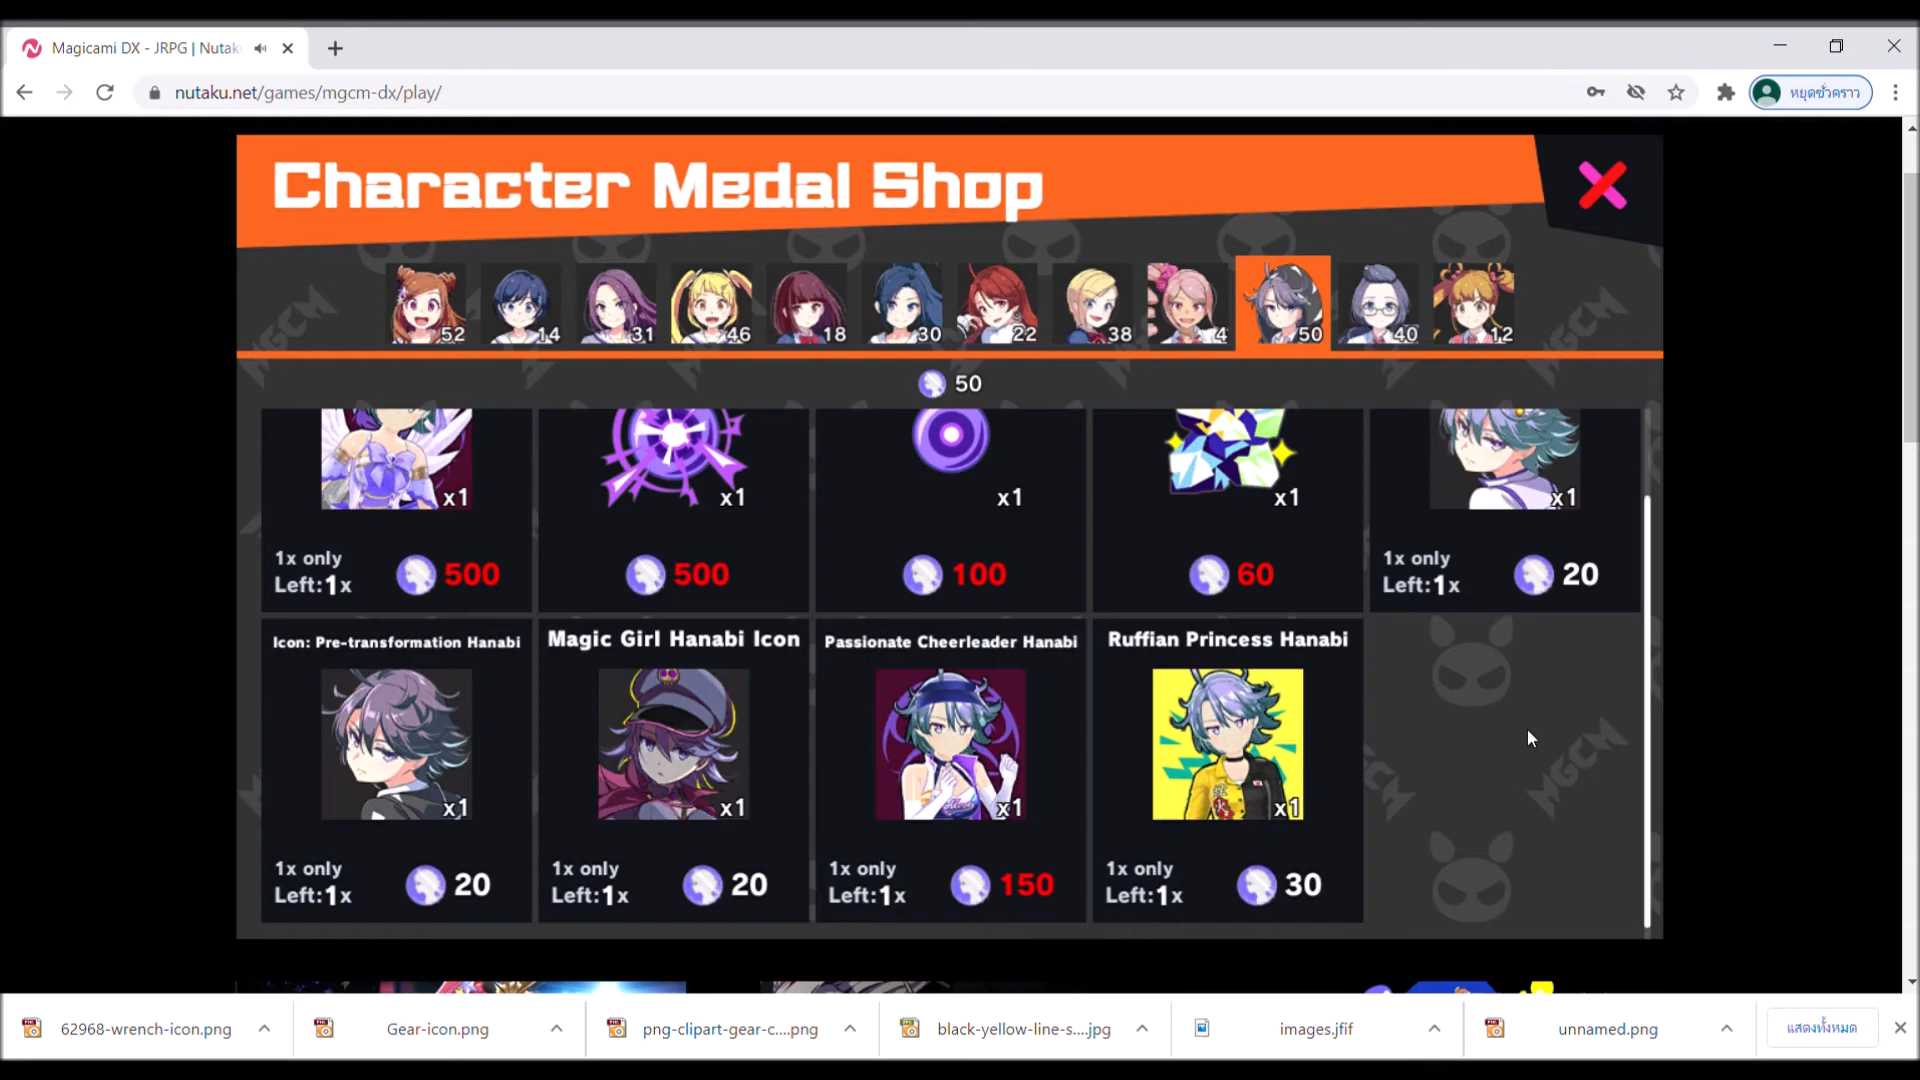 Magicami DX - JRPG | Nutak
nutaku.net/games/mgcm-dx/play/
หยุดชั่วคราว
Character Medal Shop
52 14 31 46 18 30 22 38 4 50 40 12
50
x1 x1 x1 x1 x1
1x only
Left:1x 500
500
100
60
1x only
Left:1x 20
Icon: Pre-transformation Hanabi
x1
1x only
Left:1x 20
Magic Girl Hanabi Icon
x1
1x only
Left:1x 20
Passionate Cheerleader Hanabi
x1
1x only
Left:1x 150
Ruffian Princess Hanabi
x1
1x only
Left:1x 30
MGCM
MGCM
MGCM
62968-wrench-icon.png
Gear-icon.png
png-clipart-gear-c....png
black-yellow-line-s....jpg
images.jfif
unnamed.png
แสดงทั้งหมด